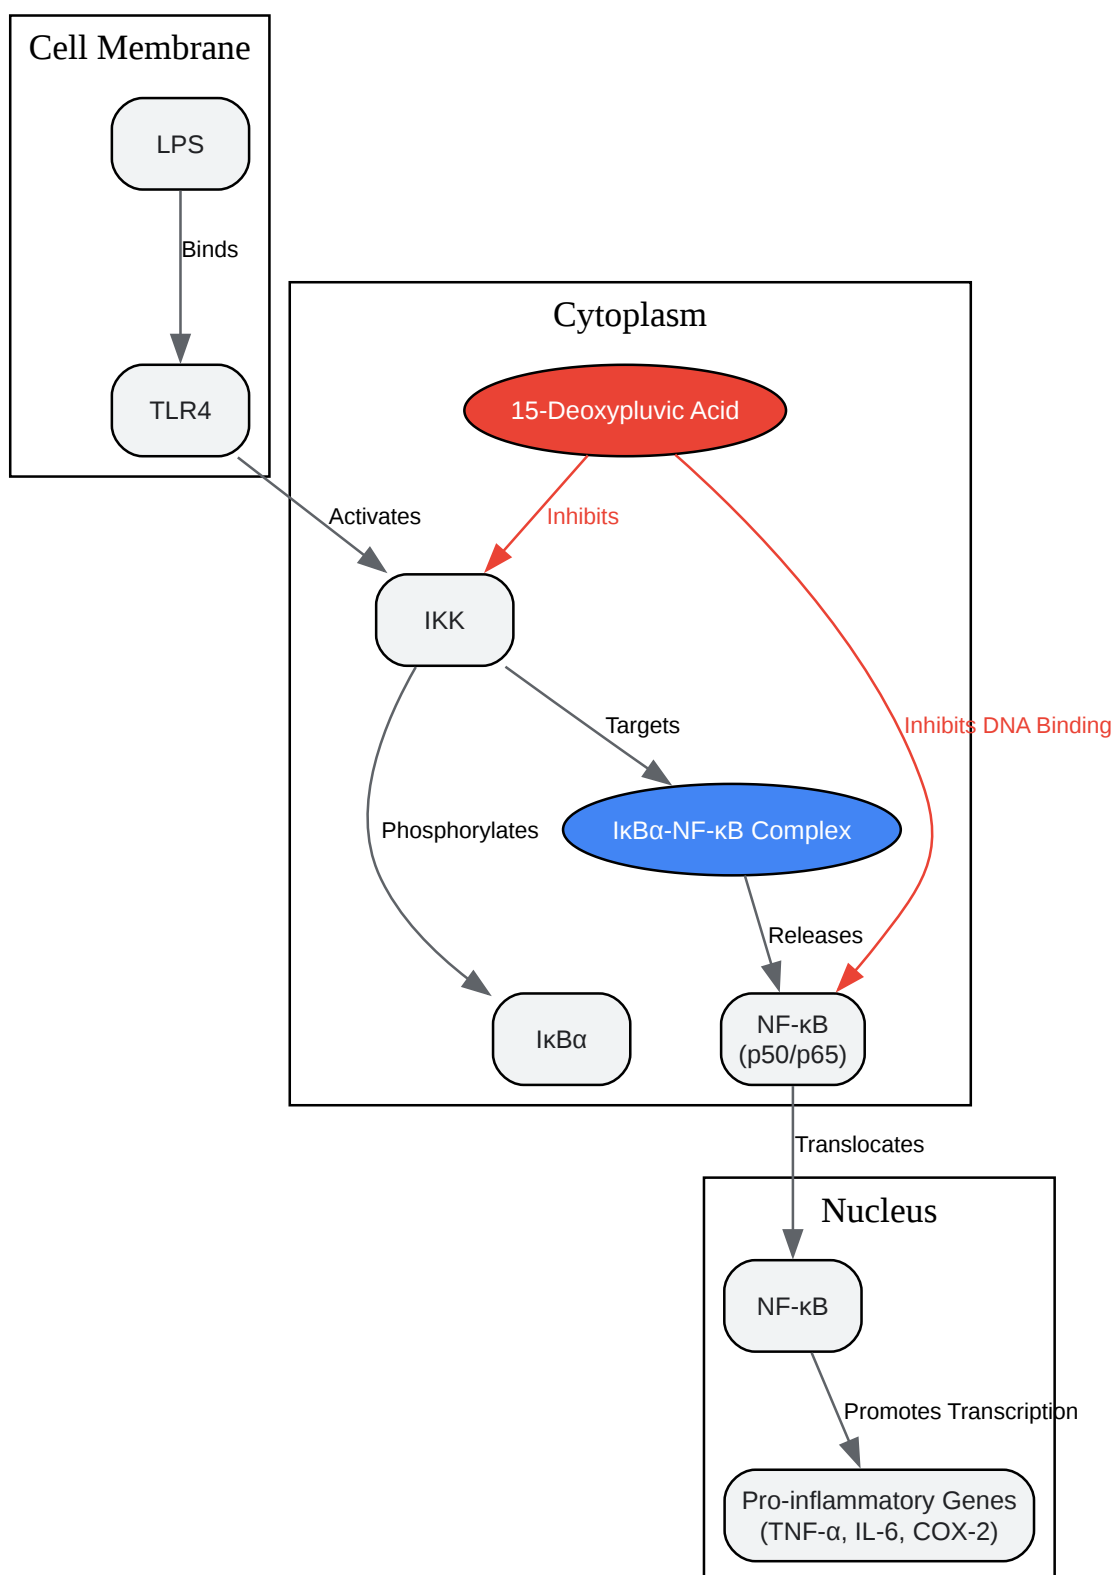 Cell Membrane
LPS
Binds
TLR4
Cytoplasm
15-Deoxypluvic Acid
Activates
Inhibits
IKK
Targets
Inhibits DNA Binding
Phosphorylates
IκBα-NF-κB Complex
Releases
IκBα
NF-κB
(p50/p65)
Translocates
Nucleus
NF-κB
Promotes Transcription
Pro-inflammatory Genes
(TNF-α, IL-6, COX-2)